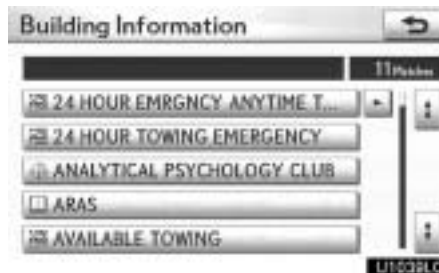 Building Information
11 Matches
24 HOUR EMRGNCY ANYTIME T...
24 HOUR TOWING EMERGENCY
ANALYTICAL PSYCHOLOGY CLUB
ARAS
AVAILABLE TOWING